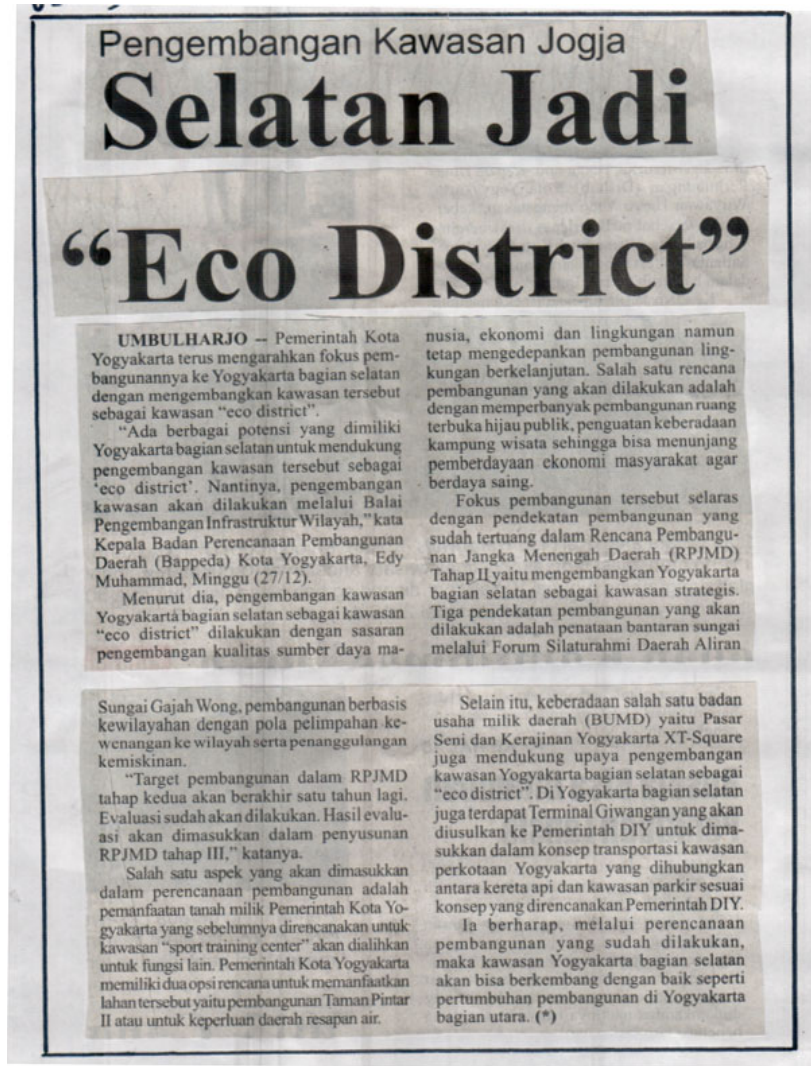 Pengembangan Kawasan Jogja
Selatan Jadi
“Eco District”
UMBULHARJO -- Pemerintah Kota
Yogyakarta terus mengarahkan fokus pem-
bangunannya ke Yogyakarta bagian selatan
dengan mengembangkan kawasan tersebut
sebagai kawasan “eco district”.
“Ada berbagai potensi yang dimiliki
Yogyakarta bagian selatan untuk mendukung
pengembangan kawasan tersebut sebagai
‘eco district’. Nantinya, pengembangan
kawasan akan dilakukan melalui Balai
Pengembangan Infrastruktur Wilayah,” kata
Kepala Badan Perencanaan Pembangunan
Daerah (Bappeda) Kota Yogyakarta, Edy
Muhammad, Minggu (27/12).
Menurut dia, pengembangan kawasan
Yogyakarta bagian selatan sebagai kawasan
“eco district” dilakukan dengan sasaran
pengembangan kualitas sumber daya ma-
nusia, ekonomi dan lingkungan namun
tetap mengedepankan pembangunan ling-
kungan berkelanjutan. Salah satu rencana
pembangunan yang akan dilakukan adalah
dengan memperbanyak pembangunan ruang
terbuka hijau publik, penguatan keberadaan
kampung wisata sehingga bisa menunjang
pemberdayaan ekonomi masyarakat agar
berdaya saing.
Fokus pembangunan tersebut selaras
dengan pendekatan pembangunan yang
sudah tertuang dalam Rencana Pembangu-
nan Jangka Menengah Daerah (RPJMD)
Tahap II yaitu mengembangkan Yogyakarta
bagian selatan sebagai kawasan strategis.
Tiga pendekatan pembangunan yang akan
dilakukan adalah penataan bantaran sungai
melalui Forum Silaturahmi Daerah Aliran
Sungai Gajah Wong, pembangunan berbasis
kewilayahan dengan pola pelimpahan ke-
wenangan ke wilayah serta penanggulangan
kemiskinan.
“Target pembangunan dalam RPJMD
tahap kedua akan berakhir satu tahun lagi.
Evaluasi sudah akan dilakukan. Hasil evalu-
asi akan dimasukkan dalam penyusunan
RPJMD tahap III,” katanya.
Salah satu aspek yang akan dimasukkan
dalam perencanaan pembangunan adalah
pemanfaatan tanah milik Pemerintah Kota Yo-
gyakarta yang sebelumnya direncanakan untuk
kawasan “sport training center” akan dialihkan
untuk fungsi lain. Pemerintah Kota Yogyakarta
memiliki dua opsi rencana untuk memanfaatkan
lahan tersebut yaitu pembangunan Taman Pintar
II atau untuk keperluan daerah resapan air.
Selain itu, keberadaan salah satu badan
usaha milik daerah (BUMD) yaitu Pasar
Seni dan Kerajinan Yogyakarta XT-Square
juga mendukung upaya pengembangan
kawasan Yogyakarta bagian selatan sebagai
“eco district”. Di Yogyakarta bagian selatan
juga terdapat Terminal Giwangan yang akan
diusulkan ke Pemerintah DIY untuk dima-
sukkan dalam konsep transportasi kawasan
perkotaan Yogyakarta yang dihubungkan
antara kereta api dan kawasan parkir sesuai
konsep yang direncanakan Pemerintah DIY.
Ia berharap, melalui perencanaan
pembangunan yang sudah dilakukan,
maka kawasan Yogyakarta bagian selatan
akan bisa berkembang dengan baik seperti
pertumbuhan pembangunan di Yogyakarta
bagian utara. (*)